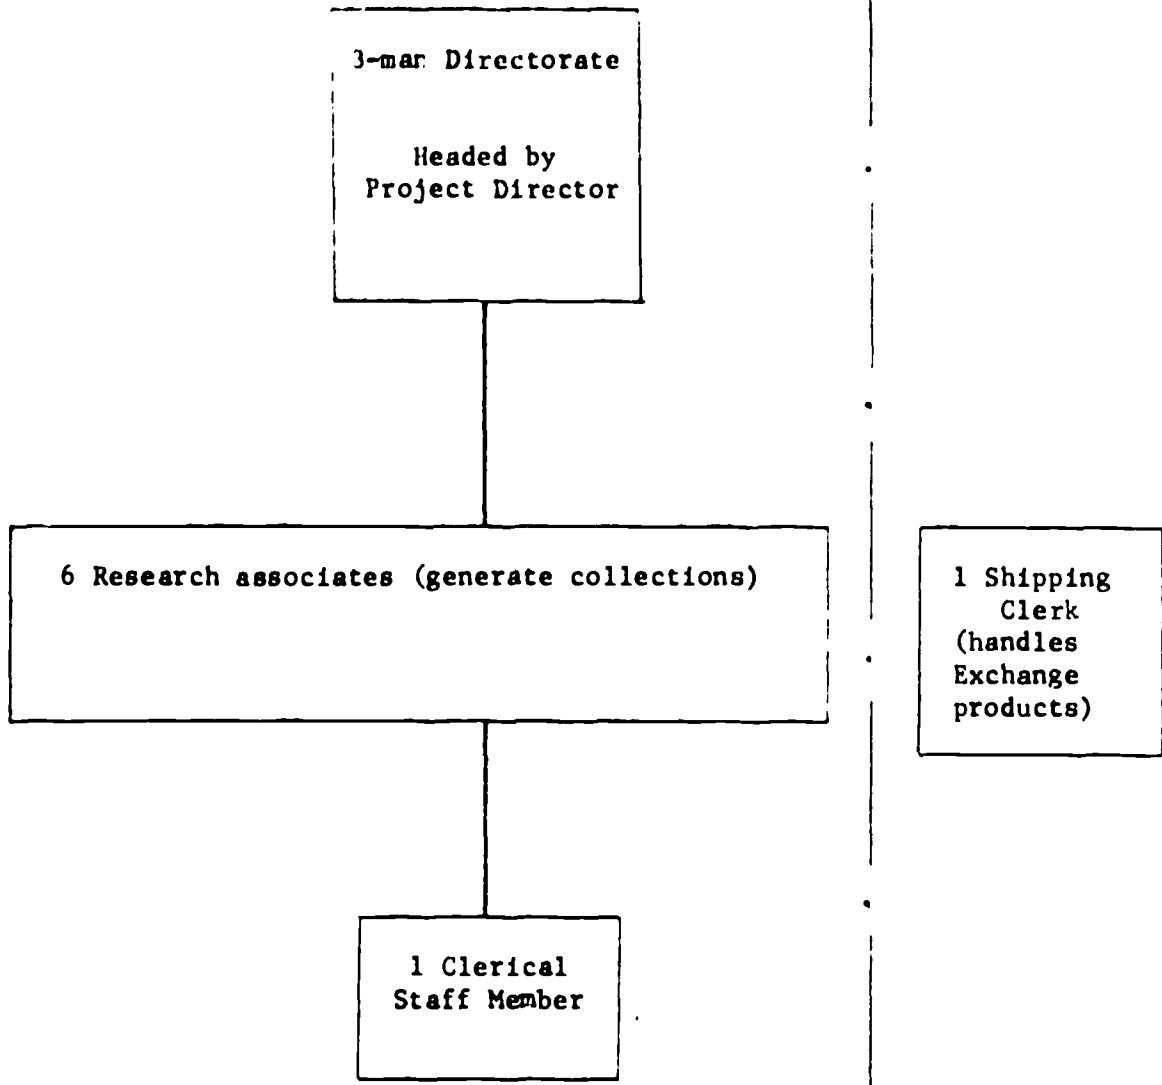 3-man Directorate
Headed by
Project Director
6 Research associates (generate collections)
1 Shipping
Clerk
(handles
Exchange
products)
1 Clerical
Staff Member